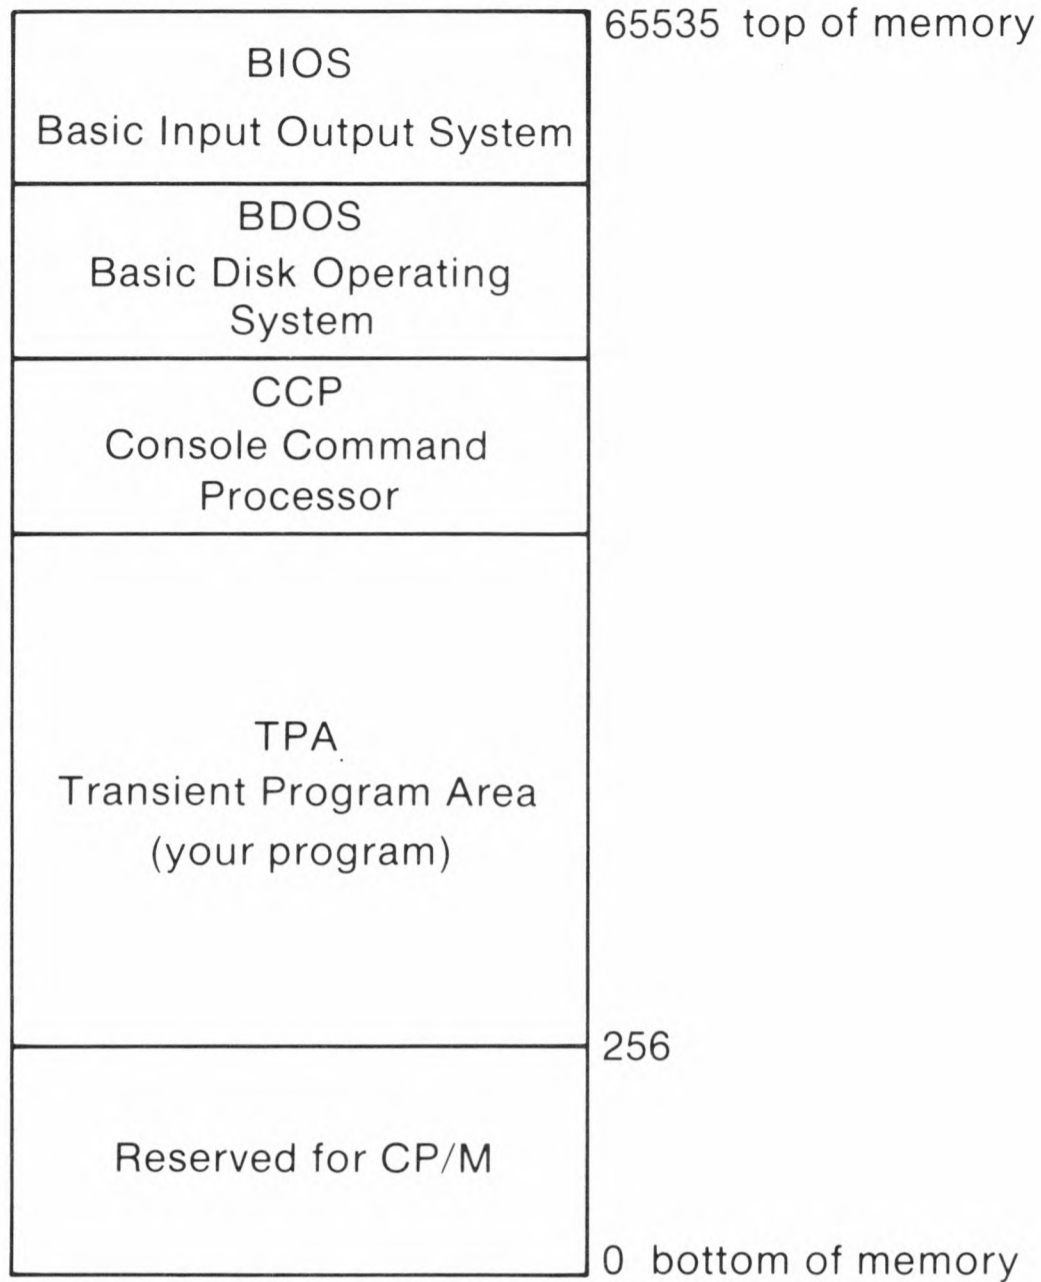 65535 top of memory
BIOS
Basic Input Output System
BDOS
Basic Disk Operating
System
CCP
Console Command
Processor
TPA
Transient Program Area
(your program)
256
Reserved for CP/M
0 bottom of memory